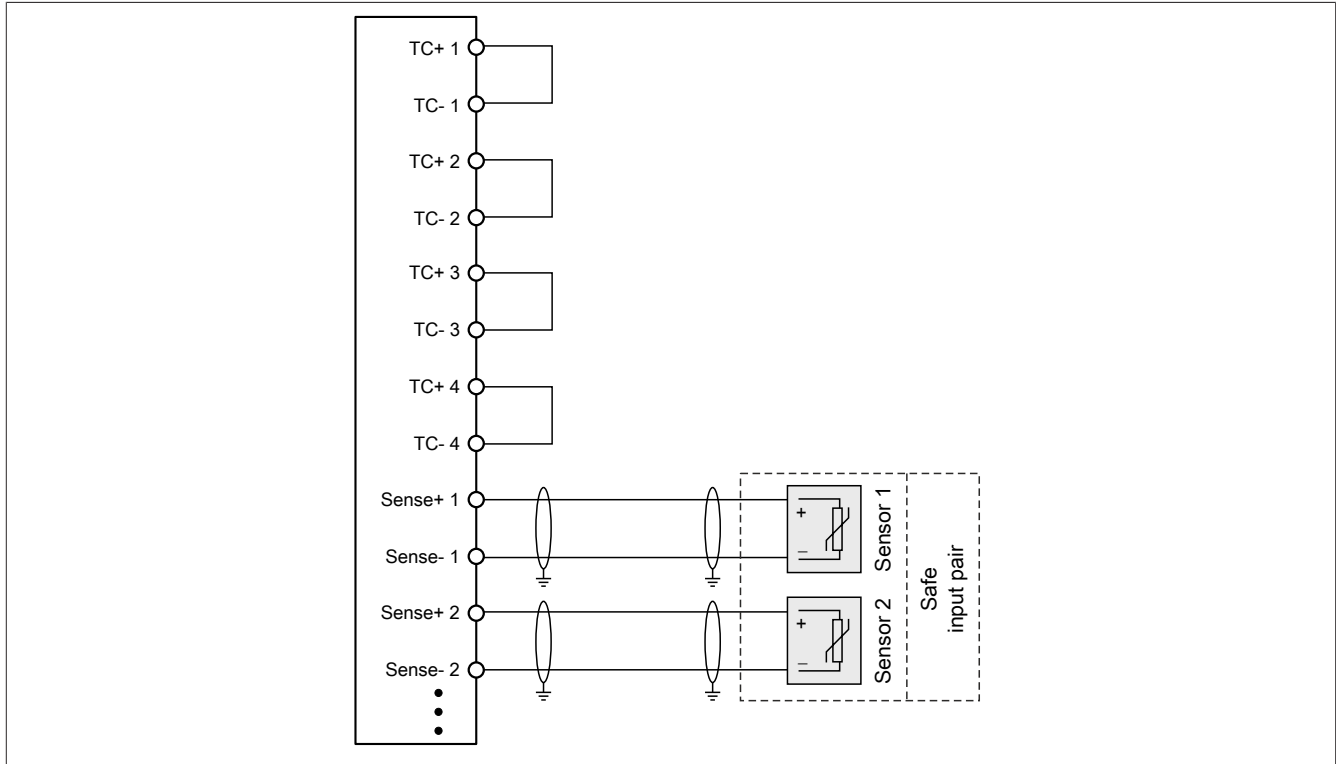 TC+ 1
TC- 1
TC+ 2
TC- 2
TC+ 3
TC- 3
TC+ 4
TC- 4
Sense+ 1
Sense- 1
Sense+ 2
Sense- 2
+
−
Sensor 1
+
−
Sensor 2
Safe
input pair